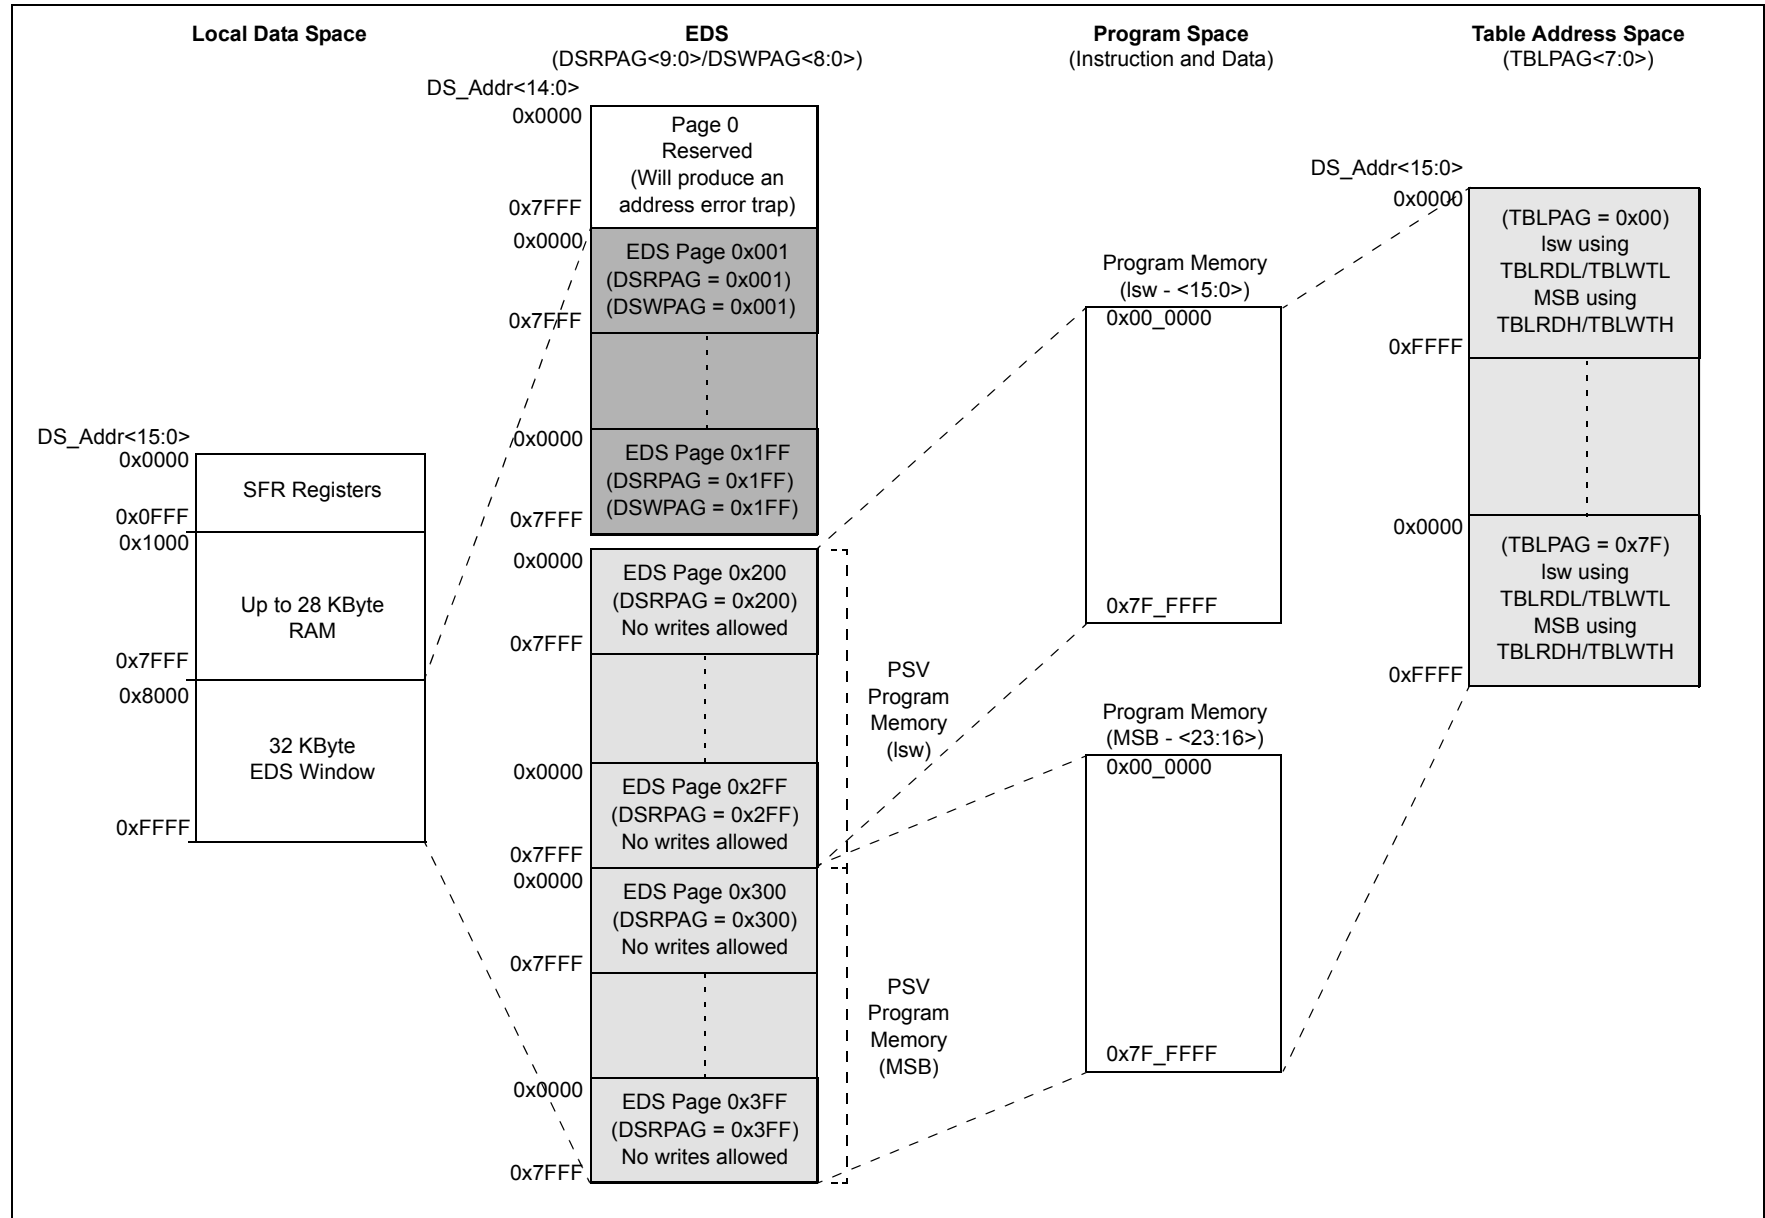 Local Data Space
DS_Addr<15:0>
0x0000
SFR Registers
0x0FFF
0x1000
Up to 28 KByte
RAM
0x7FFF
0x8000
32 KByte
EDS Window
0xFFFF
EDS
(DSRPAG<9:0>/DSWPAG<8:0>)
DS_Addr<14:0>
0x0000
Page 0
Reserved
(Will produce an
address error trap)
0x7FFF
0x0000
EDS Page 0x001
(DSRPAG = 0x001)
(DSWPAG = 0x001)
0x7FFF
0x0000
EDS Page 0x1FF
(DSRPAG = 0x1FF)
(DSWPAG = 0x1FF)
0x7FFF
0x0000
EDS Page 0x200
(DSRPAG = 0x200)
No writes allowed
0x7FFF
PSV
Program
Memory
(lsw)
0x0000
EDS Page 0x2FF
(DSRPAG = 0x2FF)
No writes allowed
0x7FFF
0x0000
EDS Page 0x300
(DSRPAG = 0x300)
No writes allowed
0x7FFF
PSV
Program
Memory
(MSB)
0x0000
EDS Page 0x3FF
(DSRPAG = 0x3FF)
No writes allowed
0x7FFF
Program Space
(Instruction and Data)
Program Memory
(lsw - <15:0>)
0x00_0000
0x7F_FFFF
Program Memory
(MSB - <23:16>)
0x00_0000
0x7F_FFFF
Table Address Space
(TBLPAG<7:0>)
DS_Addr<15:0>
0x0000
(TBLPAG = 0x00)
lsw using
TBLRDL/TBLWTL
MSB using
TBLRDH/TBLWTH
0xFFFF
0x0000
(TBLPAG = 0x7F)
lsw using
TBLRDL/TBLWTL
MSB using
TBLRDH/TBLWTH
0xFFFF